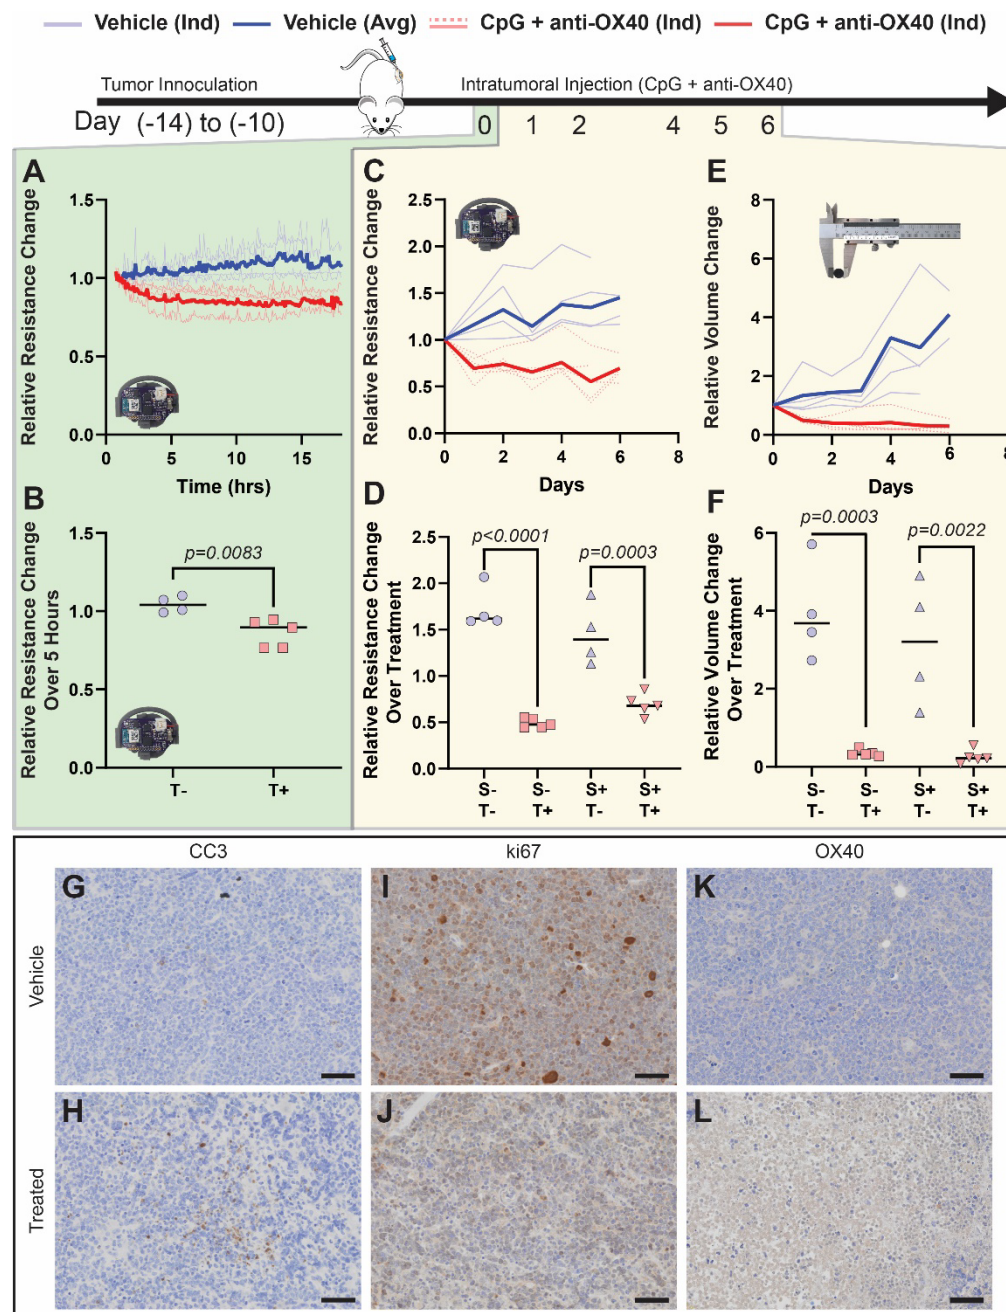 Vehicle (Ind) Vehicle (Avg) CpG + anti-OX40 (Ind) CpG + anti-OX40 (Ind)
Tumor Innoculation
Intratumoral Injection (CpG + anti-OX40)
Day (-14) to (-10) 0 1 2 4 5 6
A
Relative Resistance Change
1.5
1.0
0.5
0.0
0 5 10 15
Time (hrs)
B
Relative Resistance Change
Over 5 Hours
1.5
1.0
0.5
0.0
p=0.0083
T- T+
C
Relative Resistance Change
2.5
2.0
1.5
1.0
0.5
0.0
0 2 4 6 8
Days
D
Relative Resistance Change
Over Treatment
2.5
2.0
1.5
1.0
0.5
0.0
p<0.0001
p=0.0003
S- S- S+ S+
T- T+ T- T+
E
Relative Volume Change
8
6
4
2
0
0 2 4 6 8
Days
F
Relative Volume Change
Over Treatment
6
4
2
0
p=0.0003
p=0.0022
S- S- S+ S+
T- T+ T- T+
CC3 ki67 OX40
Vehicle
G I K
Treated
H J L